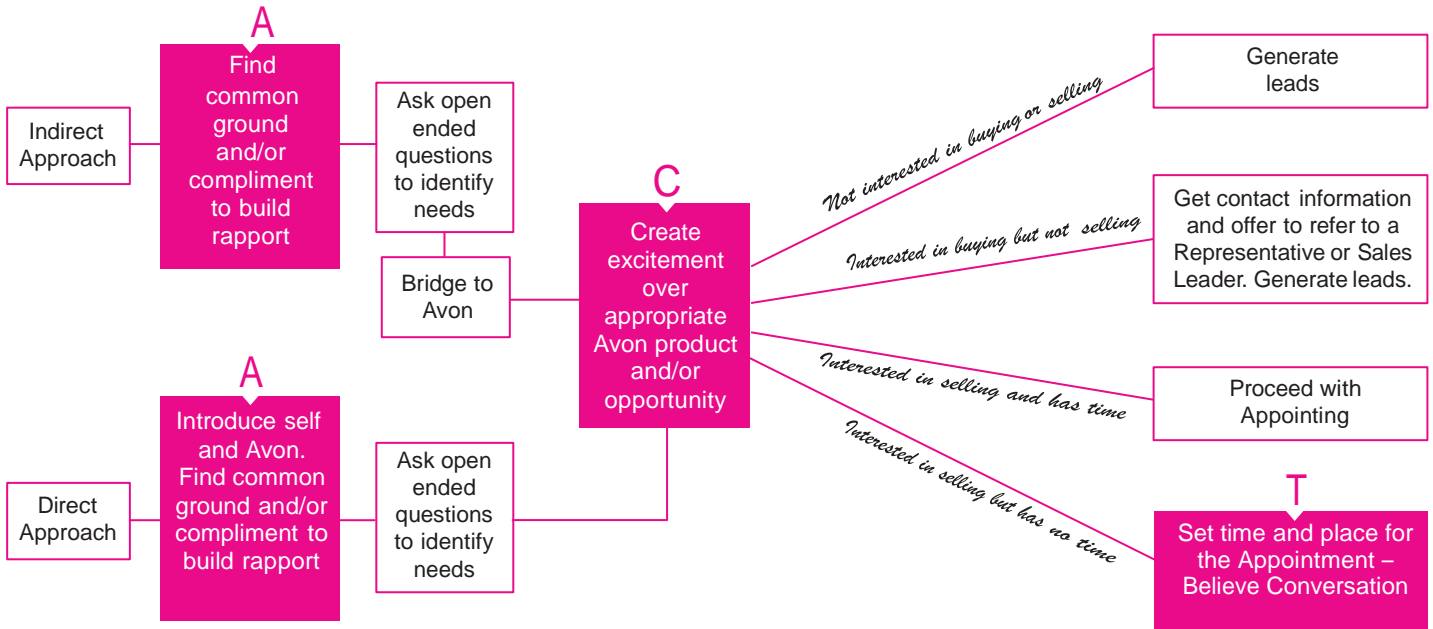 A
Find
common
ground
and/or
compliment
to build
rapport
Indirect
Approach
Ask open
ended
questions
to identify
needs
Bridge to
Avon
A
Introduce self
and Avon.
Find common
ground and/or
compliment to
build rapport
Direct
Approach
Ask open
ended
questions
to identify
needs
C
Create
excitement
over
appropriate
Avon product
and/or
opportunity
Not interested in buying or selling
Generate
leads
Interested in buying but not selling
Get contact information
and offer to refer to a
Representative or Sales
Leader. Generate leads.
Interested in selling and has time
Proceed with
Appointing
Interested in selling but has no time
T
Set time and place for
the Appointment –
Believe Conversation